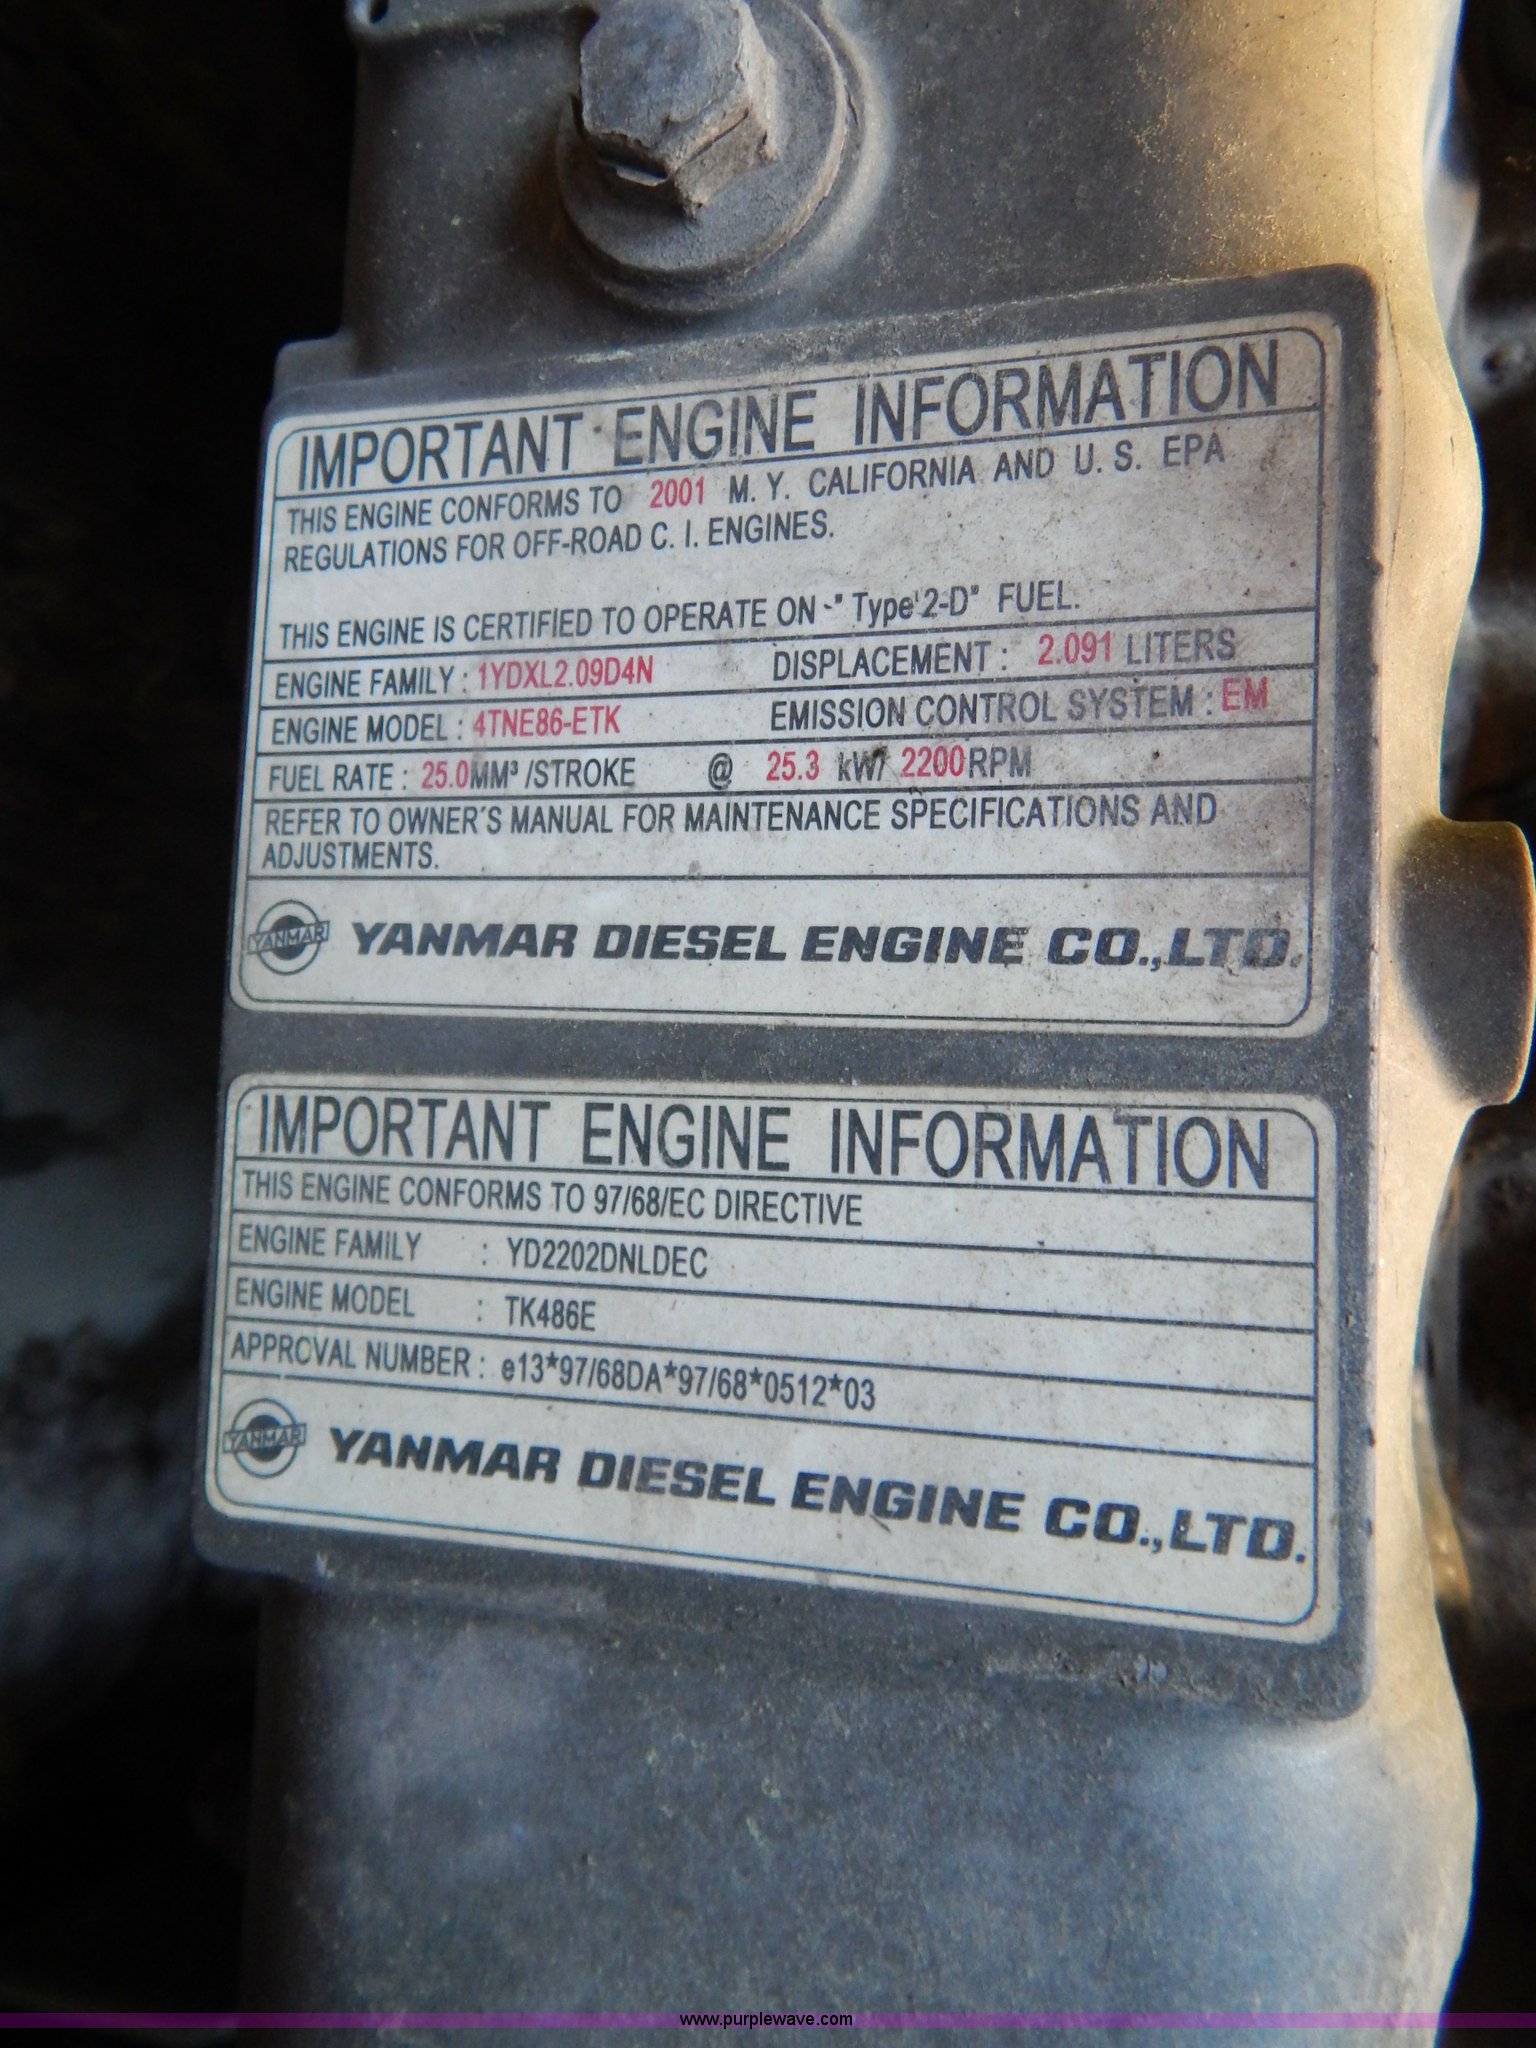 IMPORTANT ENGINE INFORMATION
THIS ENGINE CONFORMS TO 2001 M. Y. CALIFORNIA AND U. S. EPA
REGULATIONS FOR OFF-ROAD C. I. ENGINES.
THIS ENGINE IS CERTIFIED TO OPERATE ON -" Type 2-D" FUEL.
ENGINE FAMILY : 1YDXL2.09D4N DISPLACEMENT : 2.091 LITERS
ENGINE MODEL : 4TNE86-ETK EMISSION CONTROL SYSTEM : EM
FUEL RATE : 25.0MM³ /STROKE @ 25.3 kW/ 2200RPM
REFER TO OWNER'S MANUAL FOR MAINTENANCE SPECIFICATIONS AND
ADJUSTMENTS.
YANMAR YANMAR DIESEL ENGINE CO.,LTD.
IMPORTANT ENGINE INFORMATION
THIS ENGINE CONFORMS TO 97/68/EC DIRECTIVE
ENGINE FAMILY : YD2202DNLDEC
ENGINE MODEL : TK486E
APPRCVAL NUMBER : e13*97/68DA*97/68*0512*03
YANMAR YANMAR DIESEL ENGINE CO.,LTD.
www.purplewave.com